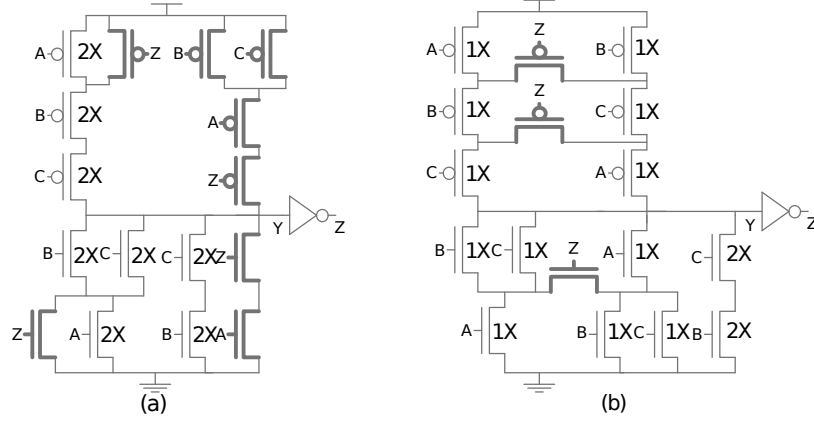 A 2X Z B C
B 2X
A
C 2X
Z
Y Z
B 2X C 2X C 2X Z
Z A 2X B 2X A
(a)
Z
A 1X B 1X
Z
B 1X C 1X
C 1X A 1X
Y Z
B 1X C 1X Z A 1X C 2X
A 1X B 1X C 1X B 2X
(b)